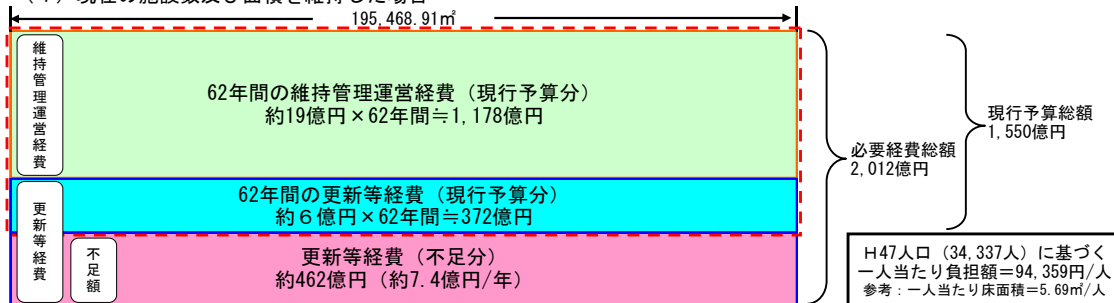 (1) 現在の施設数及び面積を維持した場合
195,468.91㎡
維持管理運営経費
62年間の維持管理運営経費（現行予算分）
約19億円×62年間≒1,178億円
更新等経費
62年間の更新等経費（現行予算分）
約６億円×62年間≒372億円
不足額
更新等経費（不足分）
約462億円（約7.4億円/年）
必要経費総額
2,012億円
現行予算総額
1,550億円
H47人口（34,337人）に基づく
一人当たり負担額＝94,359円/人
参考：一人当たり床面積＝5.69㎡/人